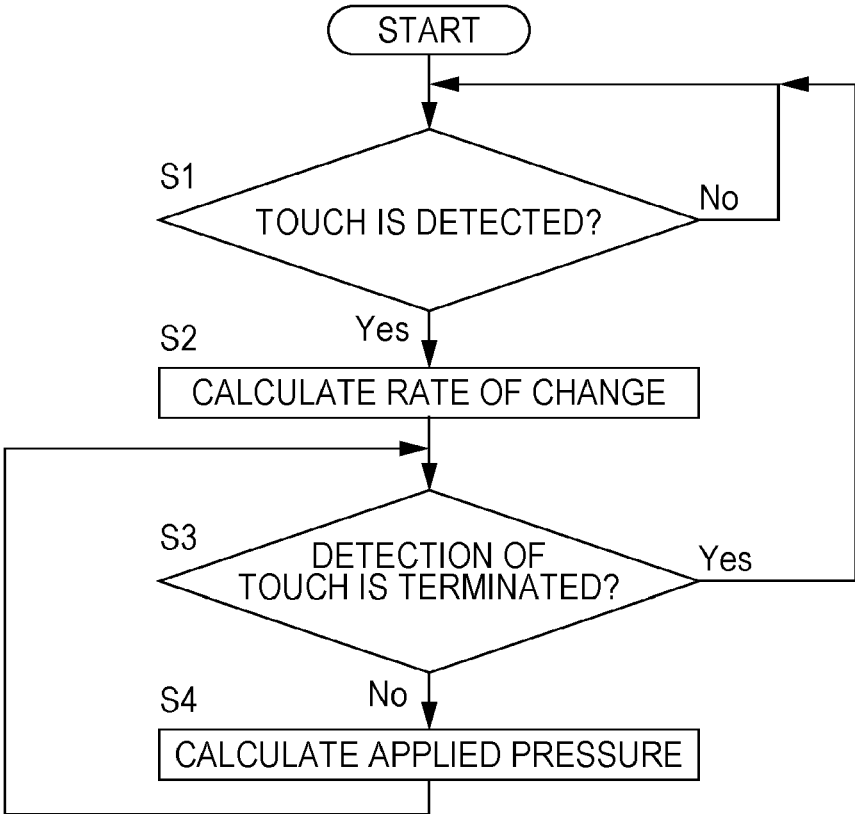 START
S1
TOUCH IS DETECTED?
No
Yes
S2
CALCULATE RATE OF CHANGE
S3
DETECTION OF
TOUCH IS TERMINATED?
Yes
No
S4
CALCULATE APPLIED PRESSURE